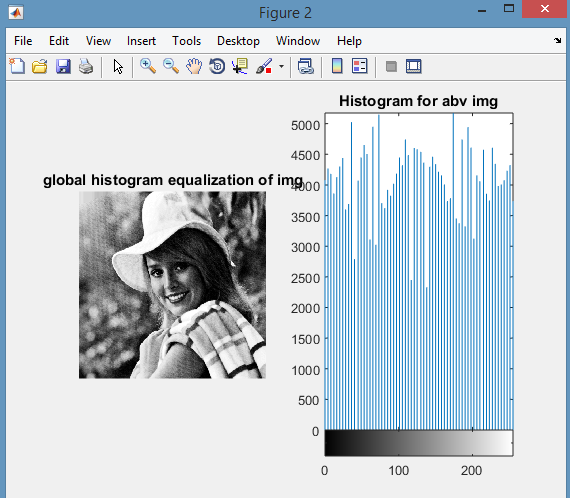 Figure 2
File Edit View Insert Tools Desktop Window Help
Histogram for abv img
global histogram equalization of img
5000
4500
4000
3500
3000
2500
2000
1500
1000
500
0
0 100 200